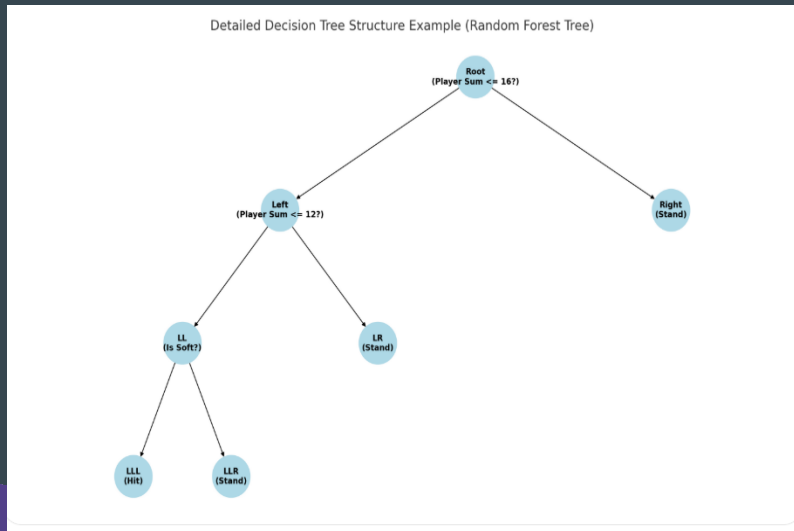 Detailed Decision Tree Structure Example (Random Forest Tree)
Root
(Player Sum <= 16?)
Left
(Player Sum <= 12?)
Right
(Stand)
LL
(Is Soft?)
LR
(Stand)
LLL
(Hit)
LLR
(Stand)